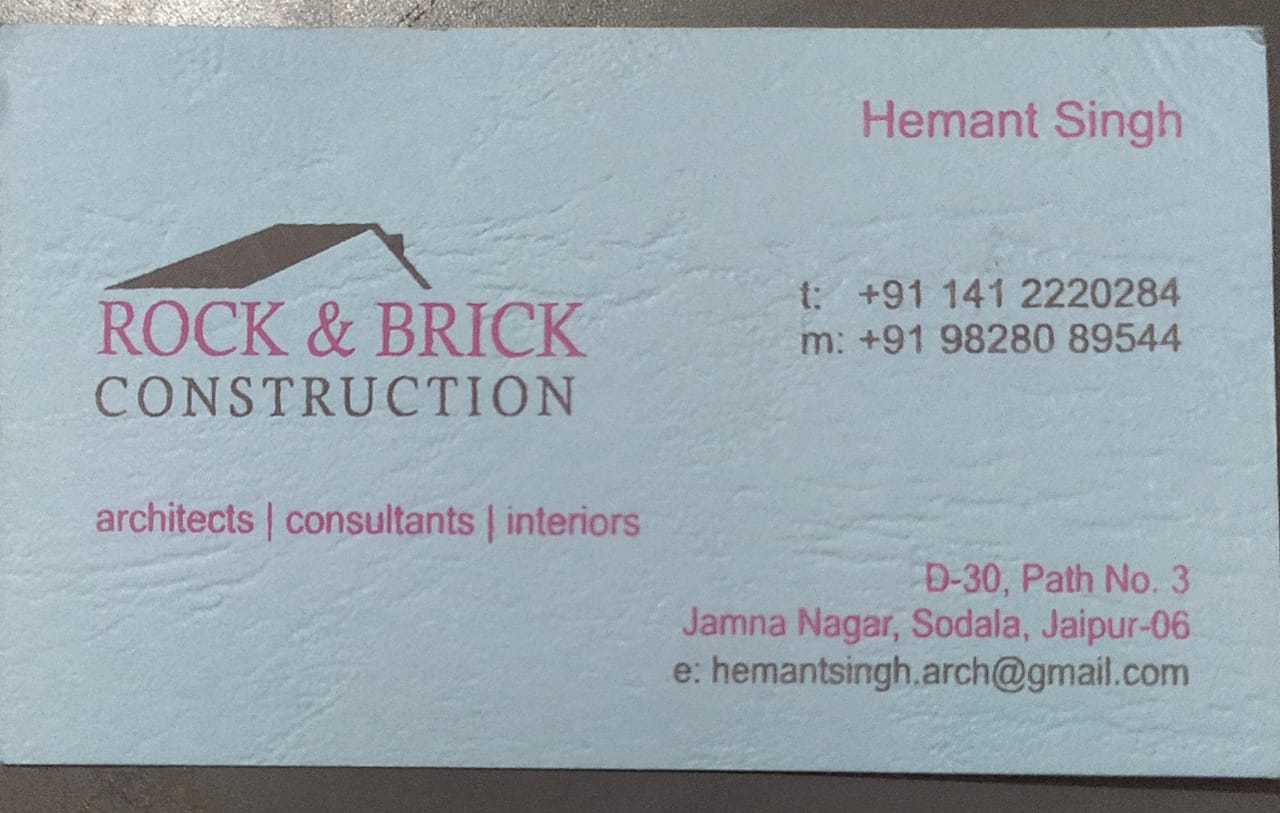 Hemant Singh
ROCK & BRICK
CONSTRUCTION
t: +91 141 2220284
m: +91 98280 89544
architects | consultants | interiors
D-30, Path No. 3
Jamna Nagar, Sodala, Jaipur-06
e: hemantsingh.arch@gmail.com